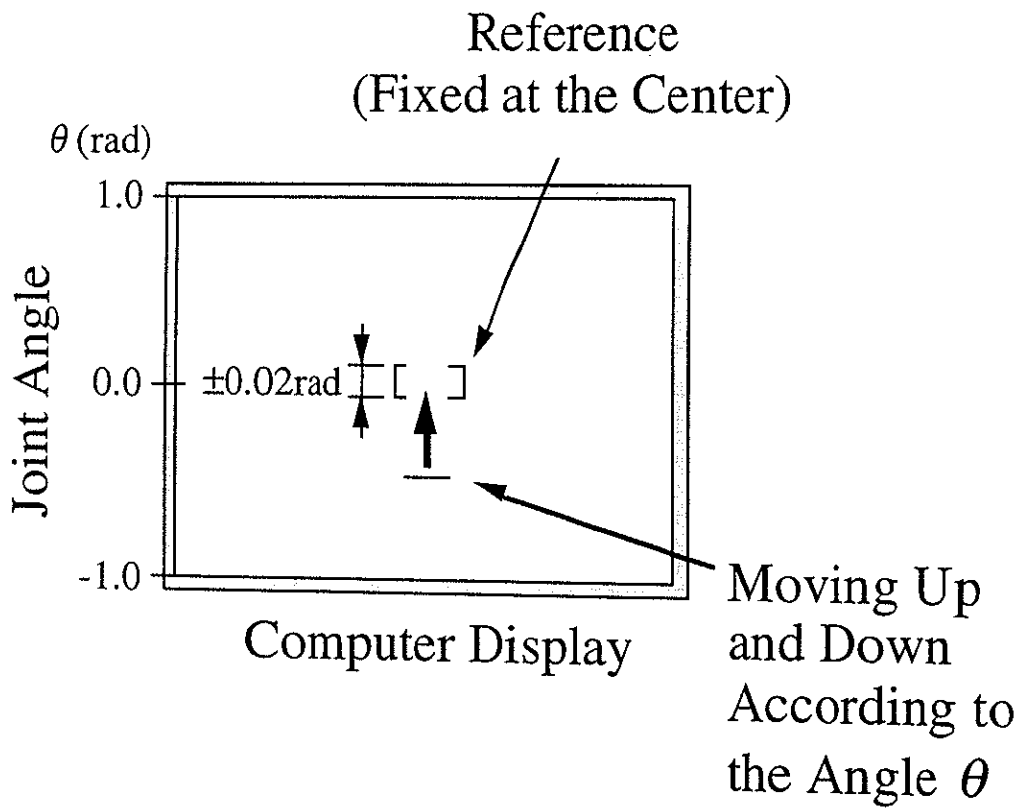 Reference
(Fixed at the Center)
θ (rad)
1.0
0.0
-1.0
Joint Angle
±0.02rad
Computer Display
Moving Up
and Down
According to
the Angle θ